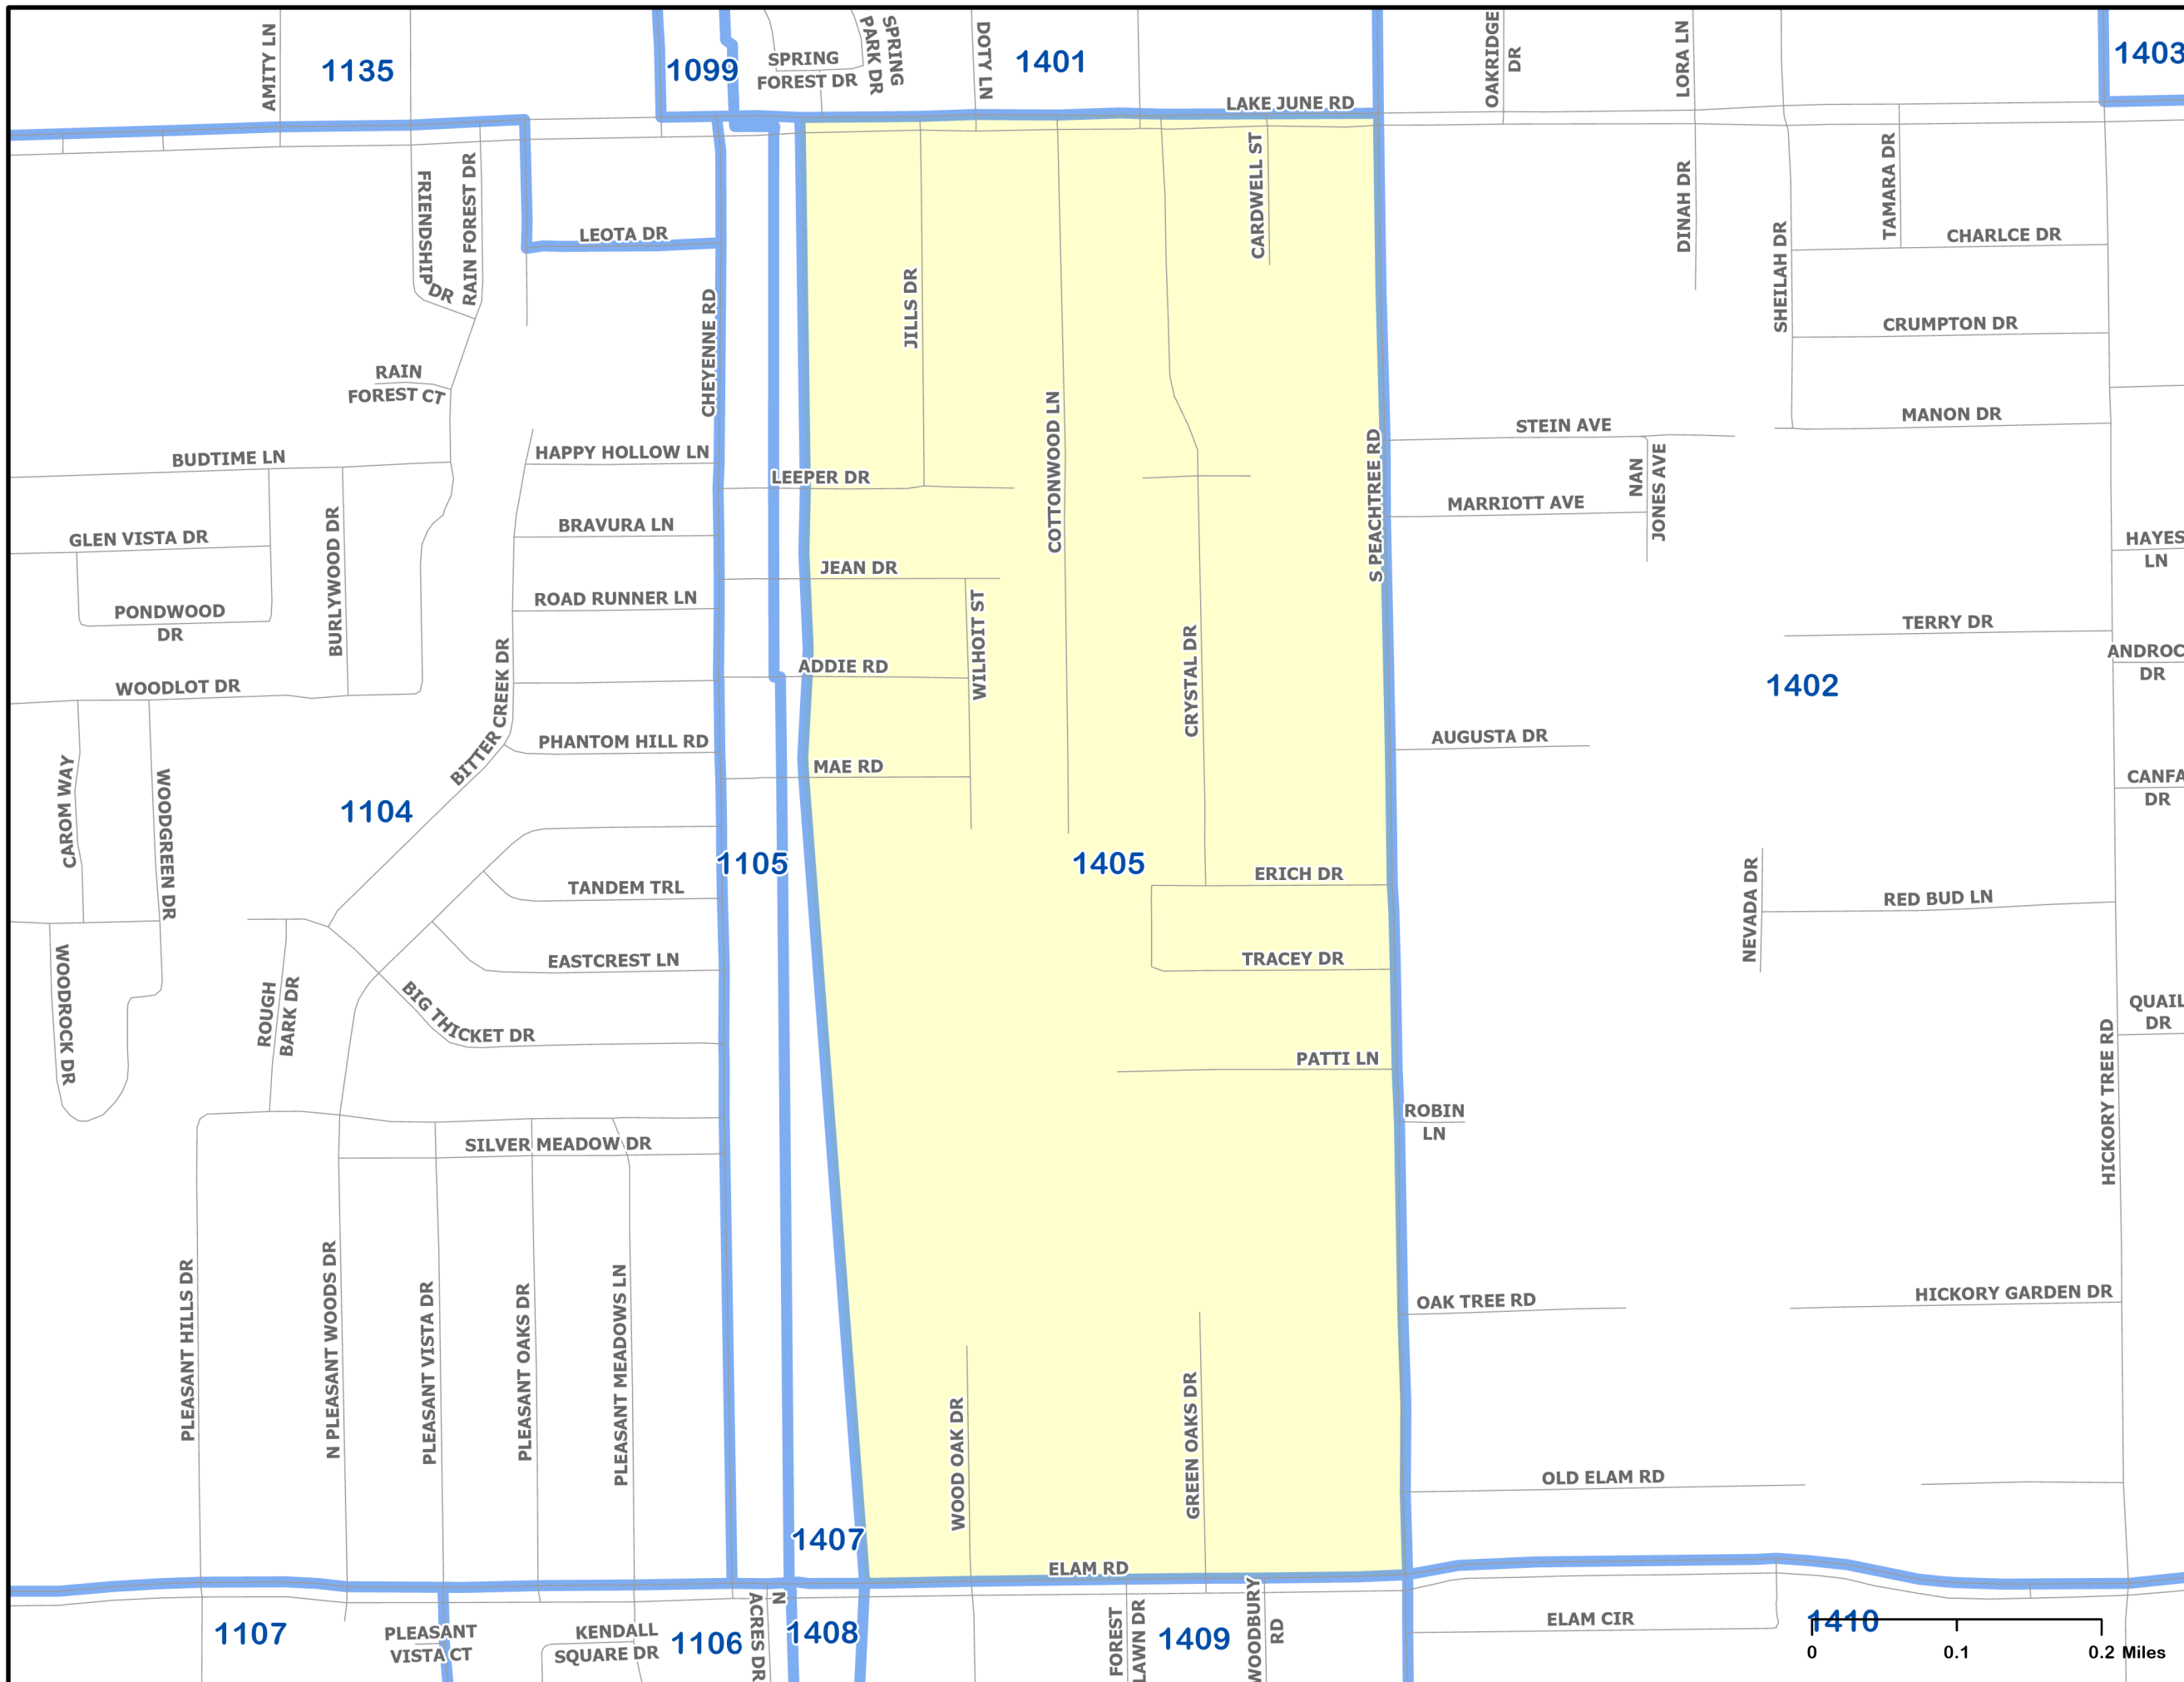 AMITY LN
1135
1099
SPRING
FOREST DR
SPRING
PARK DR
DOTY LN
1401
LAKE JUNE RD
OAKRIDGE
DR
LORA LN
1403
FRIENDSHIP
DR
RAIN FOREST DR
LEOTA DR
CHEYENNE RD
JILLS DR
CARDWELL ST
DINAH DR
SHEILAH DR
TAMARA DR
CHARLCE DR
CRUMPTON DR
RAIN
FOREST CT
COTTONWOOD LN
S PEACHTREE RD
STEIN AVE
MANON DR
BUDTIME LN
HAPPY HOLLOW LN
LEEPER DR
NAN
JONES AVE
MARRIOTT AVE
GLEN VISTA DR
BURLYWOOD DR
BRAVURA LN
JEAN DR
HAYES
LN
PONDWOOD
DR
ROAD RUNNER LN
WILHOIT ST
CRYSTAL DR
TERRY DR
BITTER CREEK DR
ADDIE RD
ANDROC
DR
WOODLOT DR
1402
PHANTOM HILL RD
MAE RD
AUGUSTA DR
CANFA
DR
CAROM WAY
WOODGREEN DR
1104
1105
1405
ERICH DR
NEVADA DR
RED BUD LN
TANDEM TRL
EASTCREST LN
TRACEY DR
WOODROCK DR
ROUGH
BARK DR
BIG THICKET DR
QUAIL
DR
HICKORY TREE RD
PATTI LN
ROBIN
LN
SILVER MEADOW DR
PLEASANT HILLS DR
N PLEASANT WOODS DR
PLEASANT VISTA DR
PLEASANT OAKS DR
PLEASANT MEADOWS LN
OAK TREE RD
HICKORY GARDEN DR
WOOD OAK DR
GREEN OAKS DR
OLD ELAM RD
1407
ELAM RD
1107
PLEASANT
VISTA CT
KENDALL
SQUARE DR
1106
N
ACRES DR
1408
FOREST
LAWN DR
1409
WOODBURY
RD
ELAM CIR
1410
0
0.1
0.2 Miles